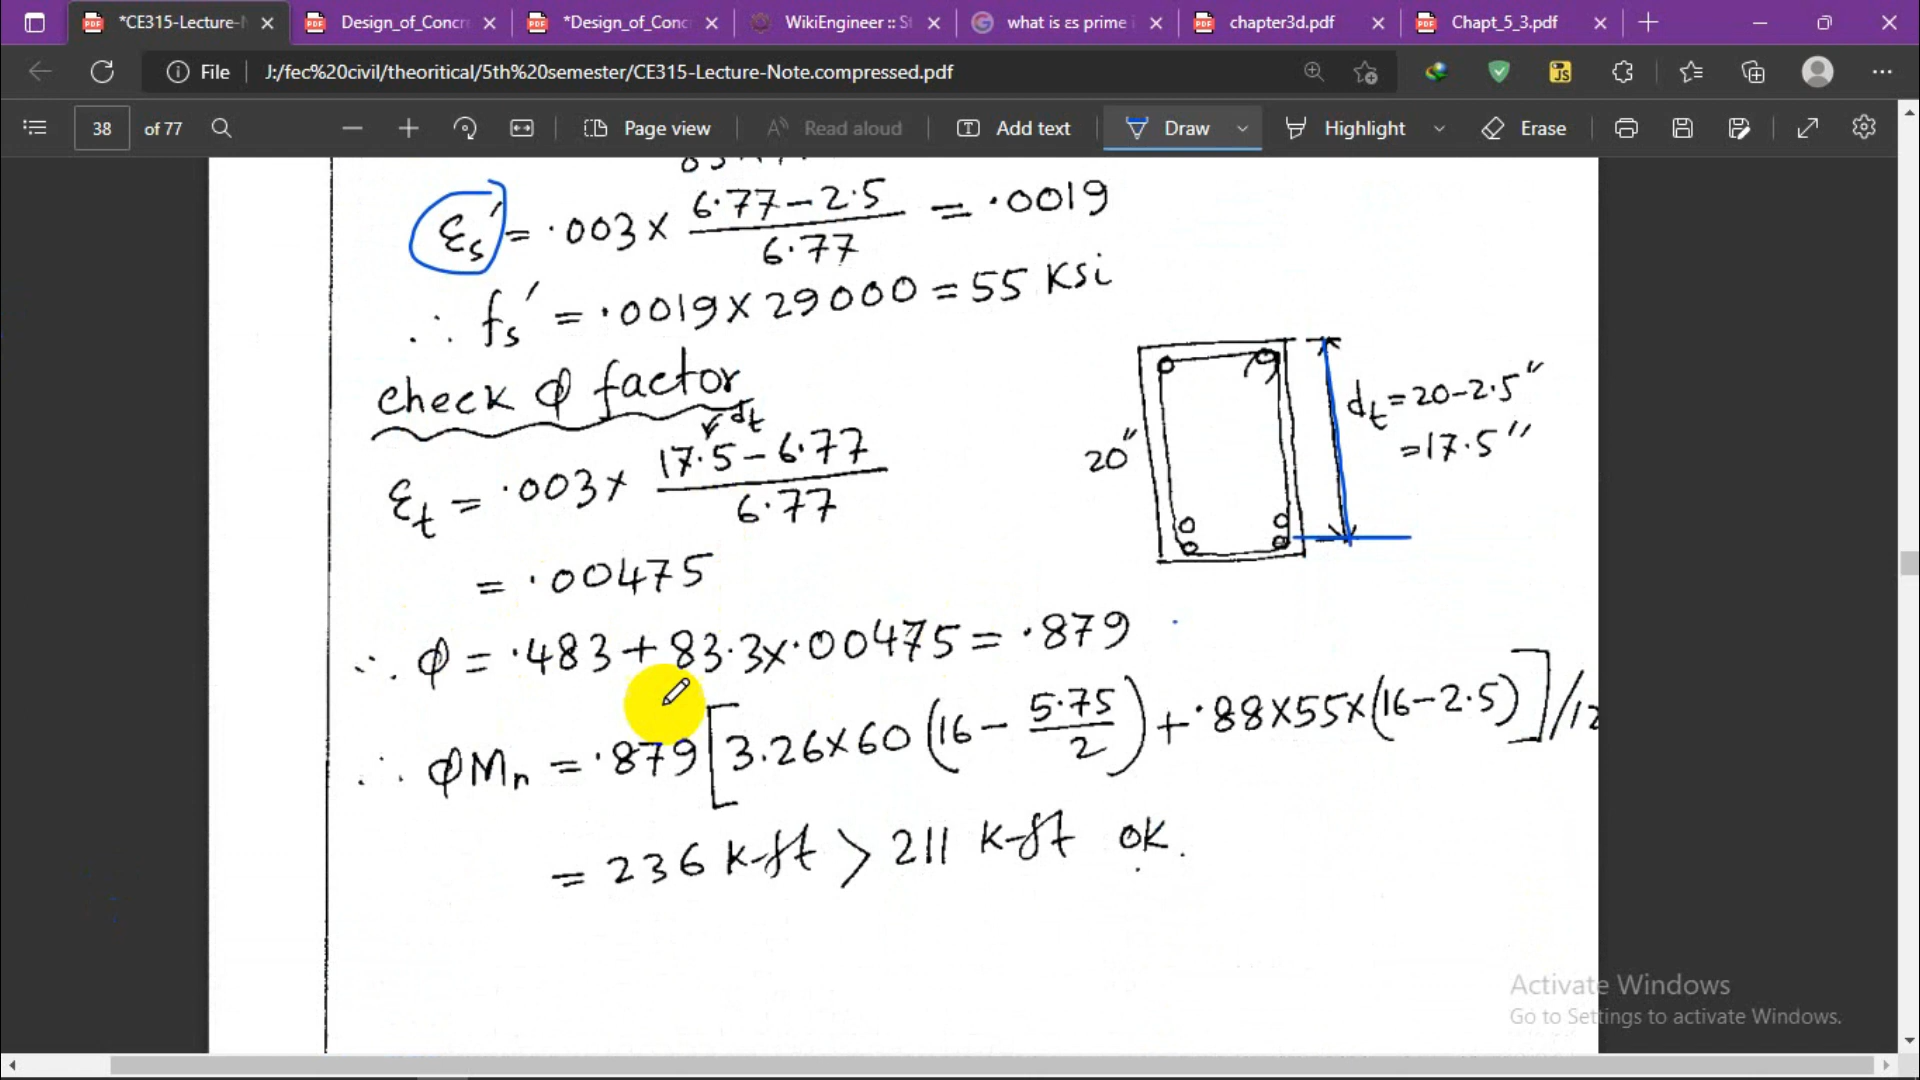 *CE315-Lecture-N
Design_of_Concre
*Design_of_Conc
WikiEngineer :: St
what is εs prime i
chapter3d.pdf
Chapt_5_3.pdf
File
J:/fec%20civil/theoritical/5th%20semester/CE315-Lecture-Note.compressed.pdf
38 of 77
Page view
Read aloud
Add text
Draw
Highlight
Erase
εs' = .003 × (6.77 – 2.5)/6.77 = .0019
∴ fs' = .0019 × 29000 = 55 Ksi
check φ factor
dt
εt = .003 × (17.5 – 6.77)/6.77
= .00475
20"
dt = 20 – 2.5"
= 17.5"
∴ φ = .483 + 83.3 × .00475 = .879
∴ φMn = .879 [3.26 × 60 (16 – 5.75/2) + .88 × 55 × (16 – 2.5)] /12
= 236 k-ft > 211 k-ft OK.
Activate Windows
Go to Settings to activate Windows.